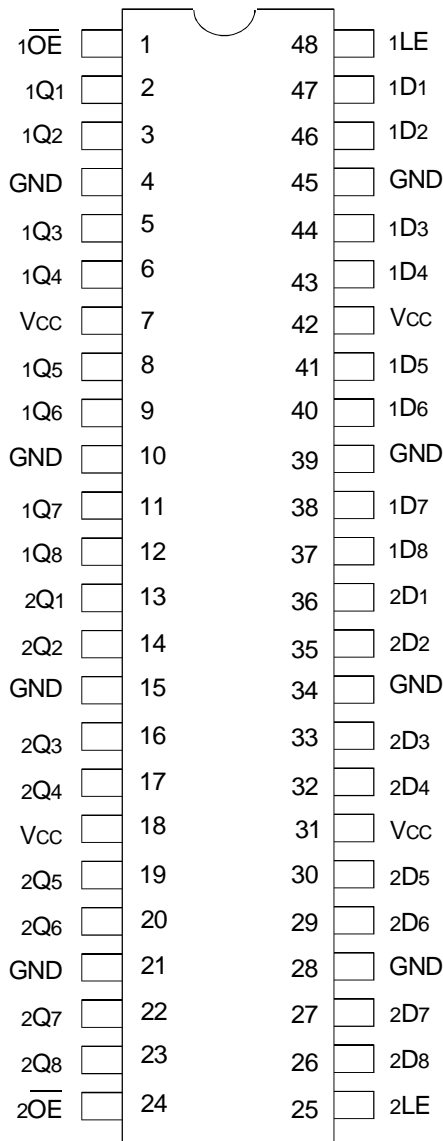 1O̅E̅ 1 48 1LE
1Q1 2 47 1D1
1Q2 3 46 1D2
GND 4 45 GND
1Q3 5 44 1D3
1Q4 6 43 1D4
VCC 7 42 VCC
1Q5 8 41 1D5
1Q6 9 40 1D6
GND 10 39 GND
1Q7 11 38 1D7
1Q8 12 37 1D8
2Q1 13 36 2D1
2Q2 14 35 2D2
GND 15 34 GND
2Q3 16 33 2D3
2Q4 17 32 2D4
VCC 18 31 VCC
2Q5 19 30 2D5
2Q6 20 29 2D6
GND 21 28 GND
2Q7 22 27 2D7
2Q8 23 26 2D8
2O̅E̅ 24 25 2LE